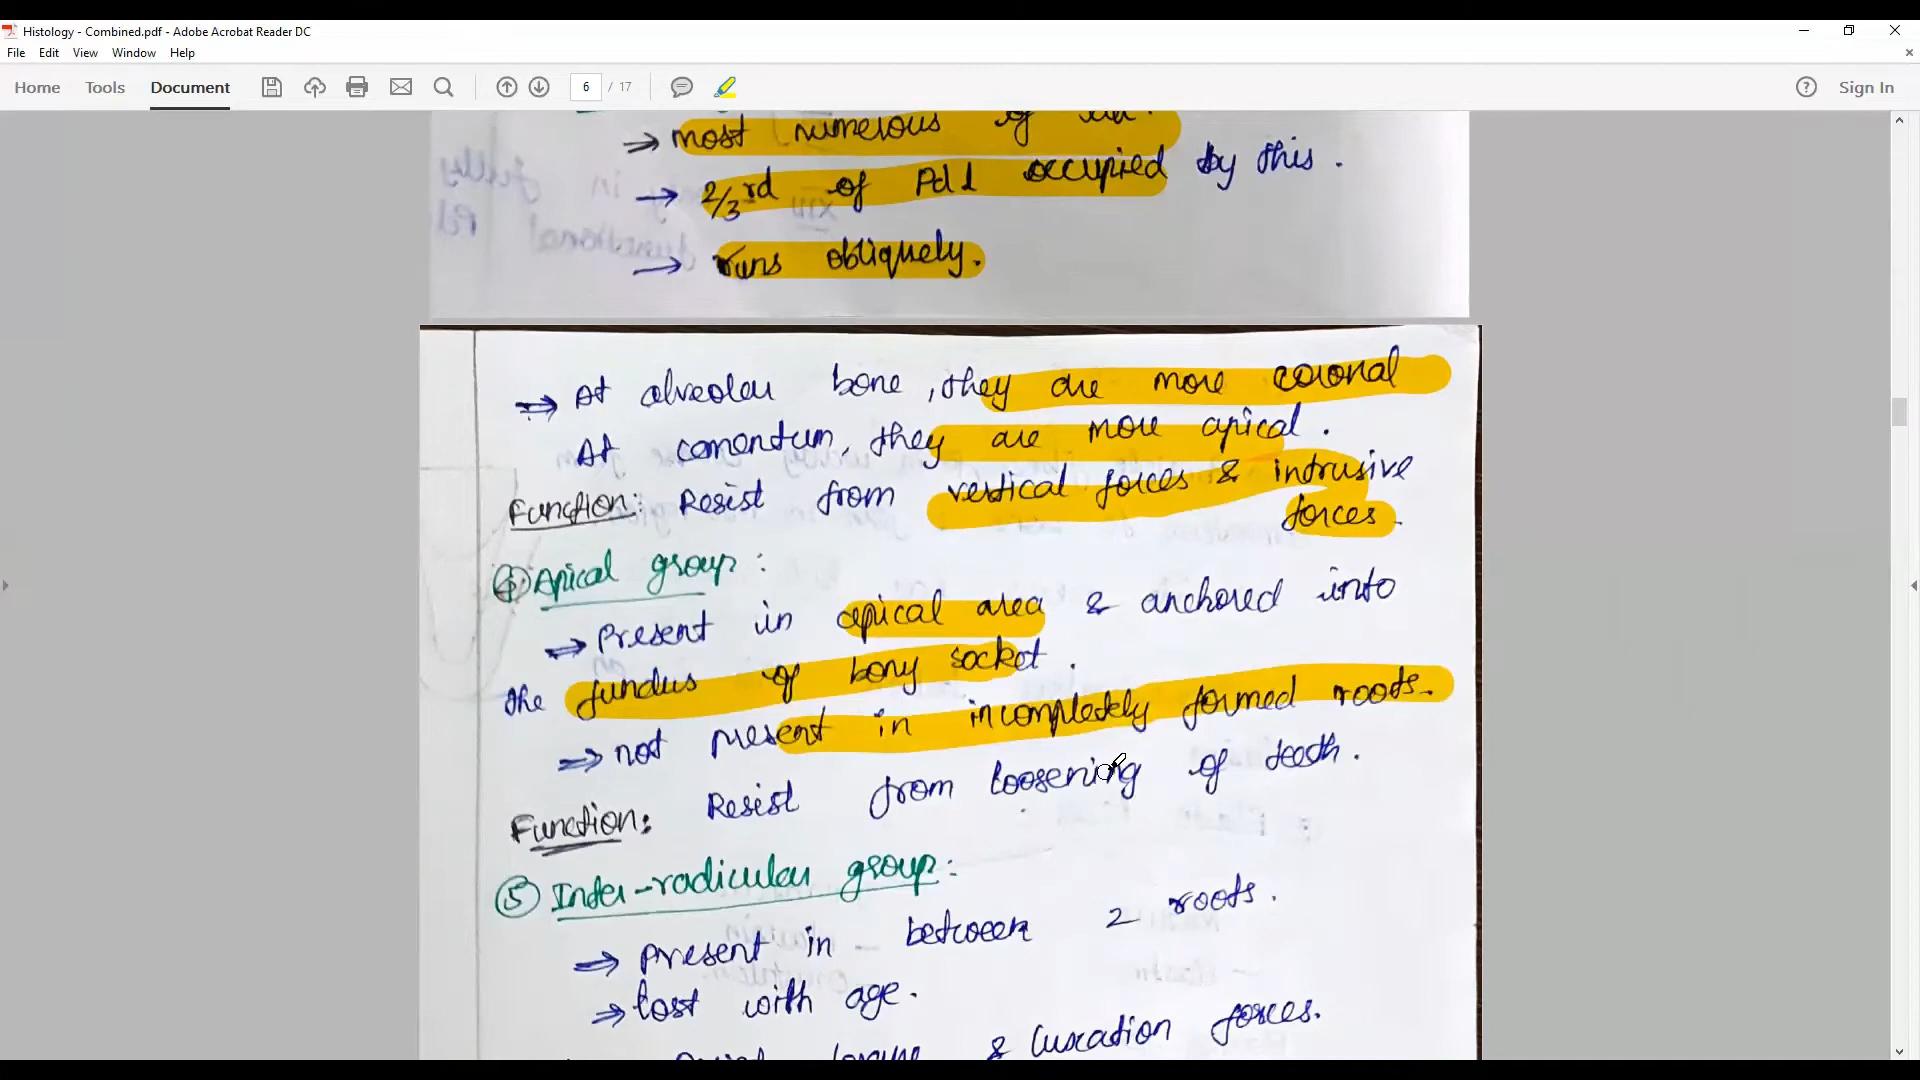 Histology - Combined.pdf - Adobe Acrobat Reader DC
File Edit View Window Help
Home Tools Document 6 / 17 Sign In
→ most numerous of
→ 2/3rd of Pdl occupied by this.
→ runs obliquely.
→ At alveolar bone, they are more coronal
At cementum, they are more apical.
Function: Resist from vertical forces & intrusive
forces.
④ Apical group:
→ Present in apical area & anchored into
the fundus of bony socket.
→ not present in incompletely formed roots.
Function: Resist from loosening of teeth.
⑤ Inter-radicular group:
→ Present in between 2 roots.
→ lost with age.
& Luxation forces.